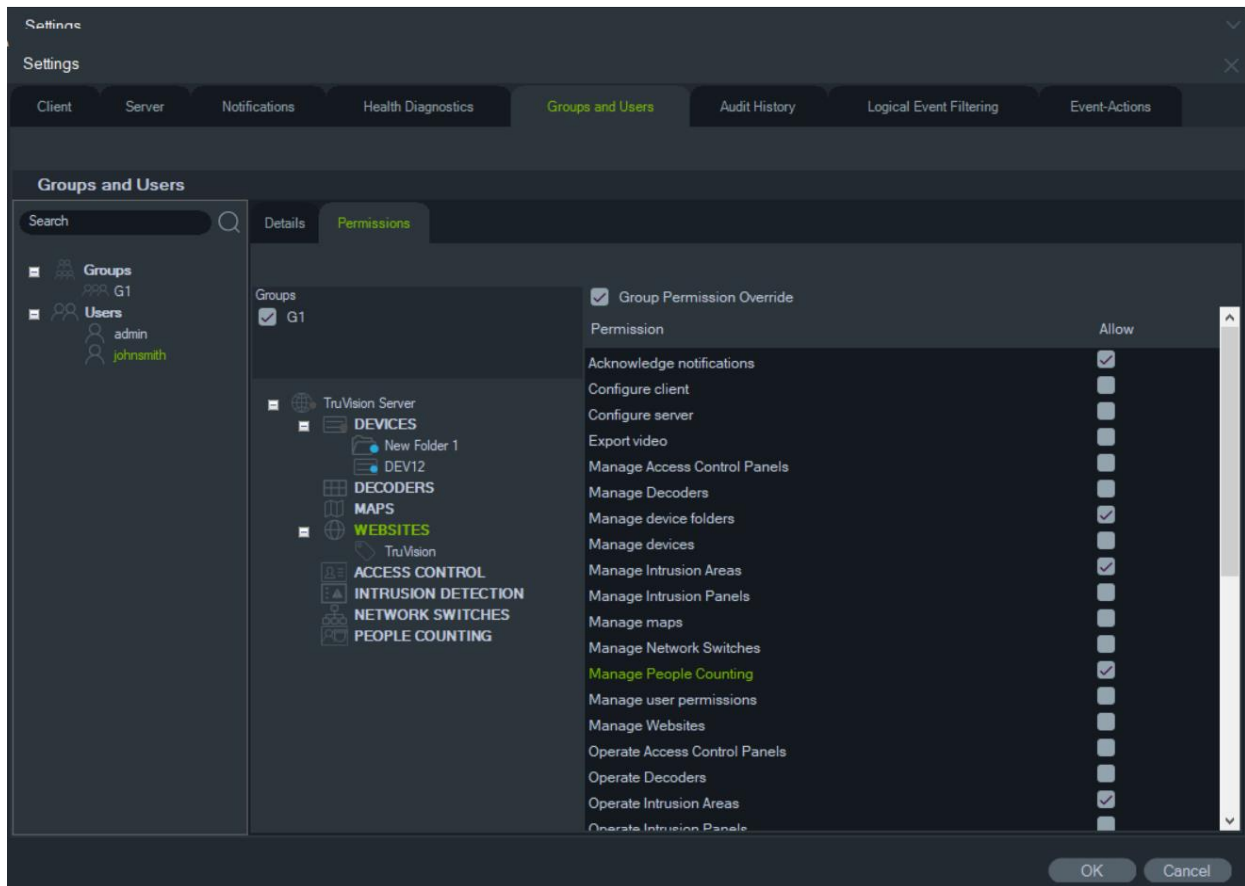 Settings
Settings
Client Server Notifications Health Diagnostics Groups and Users Audit History Logical Event Filtering Event-Actions
Groups and Users
Search
Groups
G1
Users
admin
johnsmith
Details Permissions
Groups
G1
TruVision Server
DEVICES
New Folder 1
DEV12
DECODERS
MAPS
WEBSITES
TruVision
ACCESS CONTROL
INTRUSION DETECTION
NETWORK SWITCHES
PEOPLE COUNTING
Group Permission Override
Permission Allow
Acknowledge notifications
Configure client
Configure server
Export video
Manage Access Control Panels
Manage Decoders
Manage device folders
Manage devices
Manage Intrusion Areas
Manage Intrusion Panels
Manage maps
Manage Network Switches
Manage People Counting
Manage user permissions
Manage Websites
Operate Access Control Panels
Operate Decoders
Operate Intrusion Areas
Operate Intrusion Panels
OK Cancel